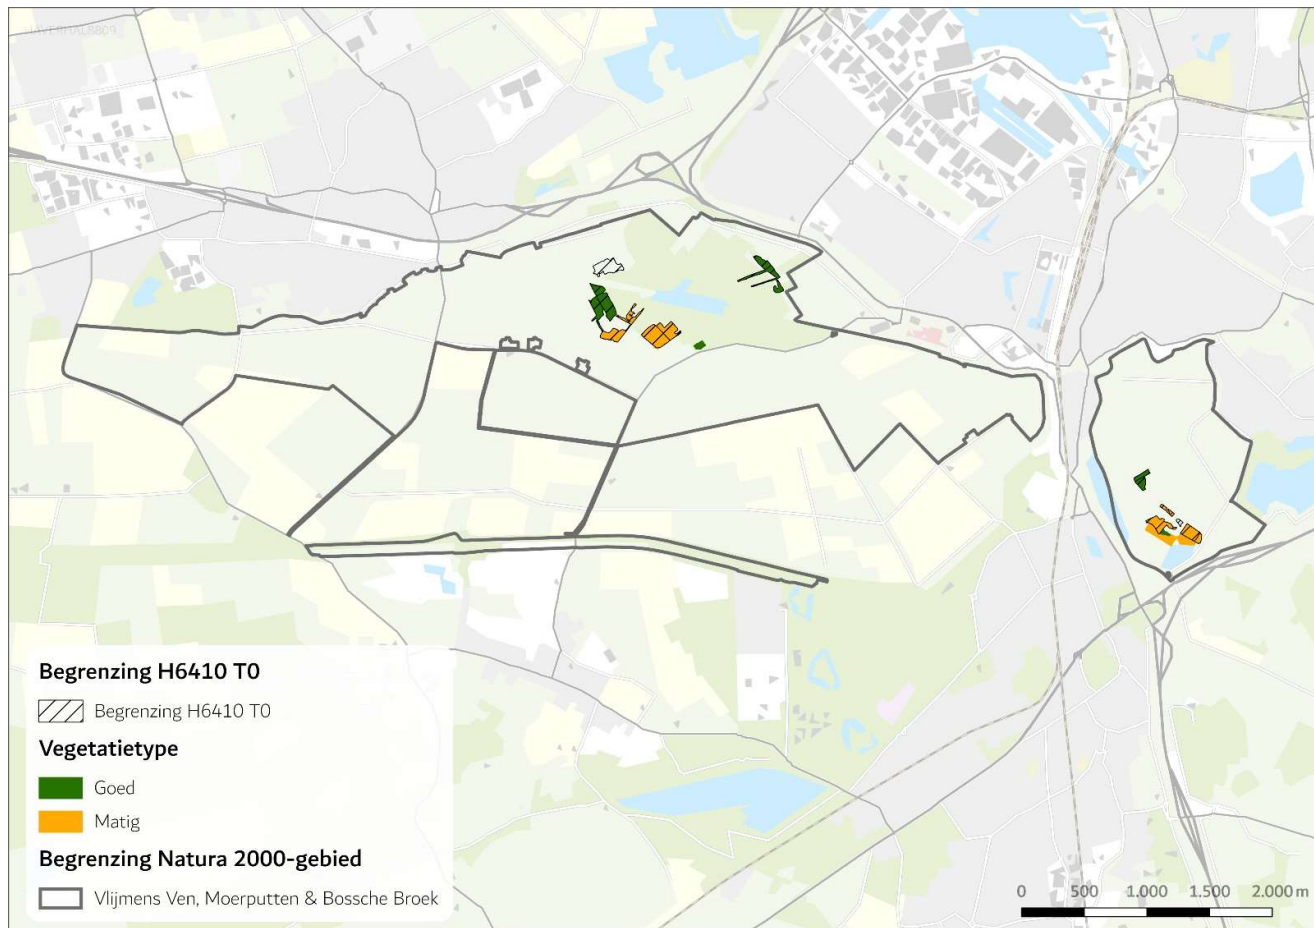 Begrenzing H6410 T0
Begrenzing H6410 T0
Vegetatietype
Goed
Matig
Begrenzing Natura 2000-gebied
Vlijmens Ven, Moerputten & Bossche Broek
0 500 1.000 1.500 2.000 m